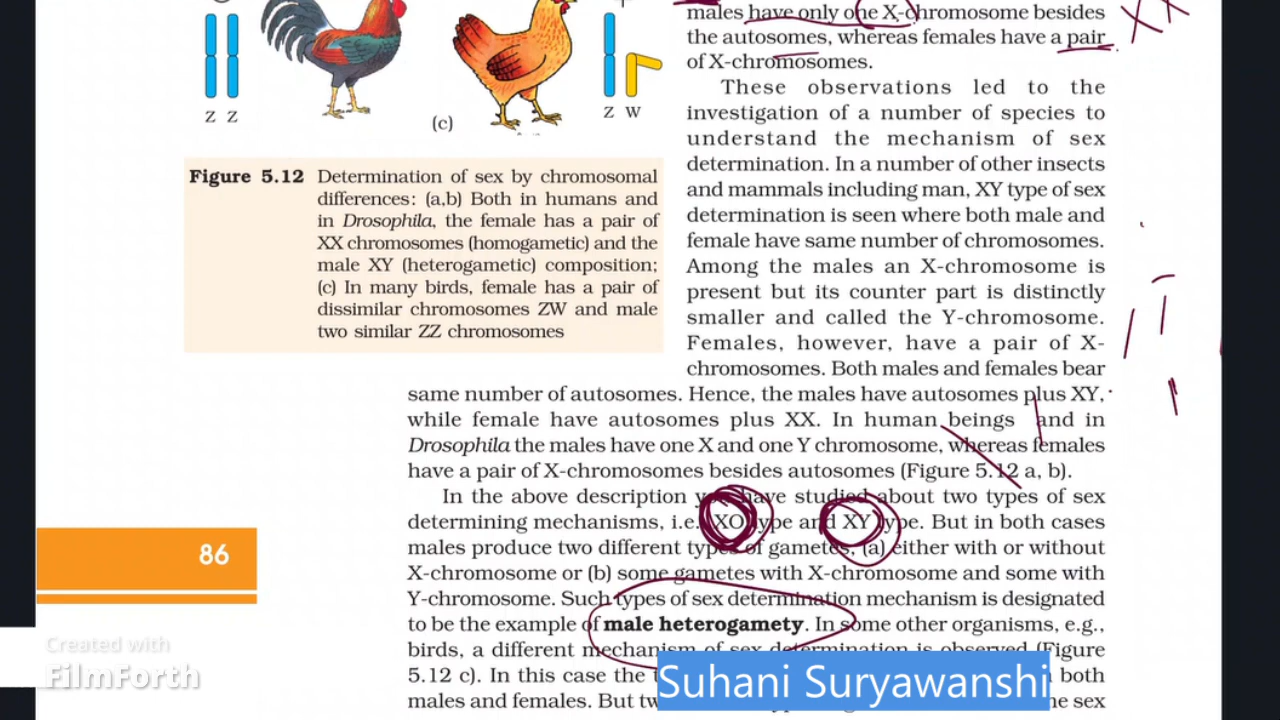 Z Z
(c)
Z W
Figure 5.12 Determination of sex by chromosomal
differences: (a,b) Both in humans and
in Drosophila, the female has a pair of
XX chromosomes (homogametic) and the
male XY (heterogametic) composition;
(c) In many birds, female has a pair of
dissimilar chromosomes ZW and male
two similar ZZ chromosomes
males have only one X-chromosome besides
the autosomes, whereas females have a pair
of X-chromosomes.
XX
These observations led to the
investigation of a number of species to
understand the mechanism of sex
determination. In a number of other insects
and mammals including man, XY type of sex
determination is seen where both male and
female have same number of chromosomes.
Among the males an X-chromosome is
present but its counter part is distinctly
smaller and called the Y-chromosome.
Females, however, have a pair of X-
chromosomes. Both males and females bear
same number of autosomes. Hence, the males have autosomes plus XY,
while female have autosomes plus XX. In human beings and in
Drosophila the males have one X and one Y chromosome, whereas females
have a pair of X-chromosomes besides autosomes (Figure 5.12 a, b).
In the above description you have studied about two types of sex
determining mechanisms, i.e., XO type and XY type. But in both cases
males produce two different types of gametes, (a) either with or without
X-chromosome or (b) some gametes with X-chromosome and some with
Y-chromosome. Such types of sex determination mechanism is designated
to be the example of male heterogamety. In some other organisms, e.g.,
birds, a different mechanism of sex determination is observed (Figure
5.12 c). In this case the both
males and females. But sex
86
Created with
FilmForth
Suhani Suryawanshi